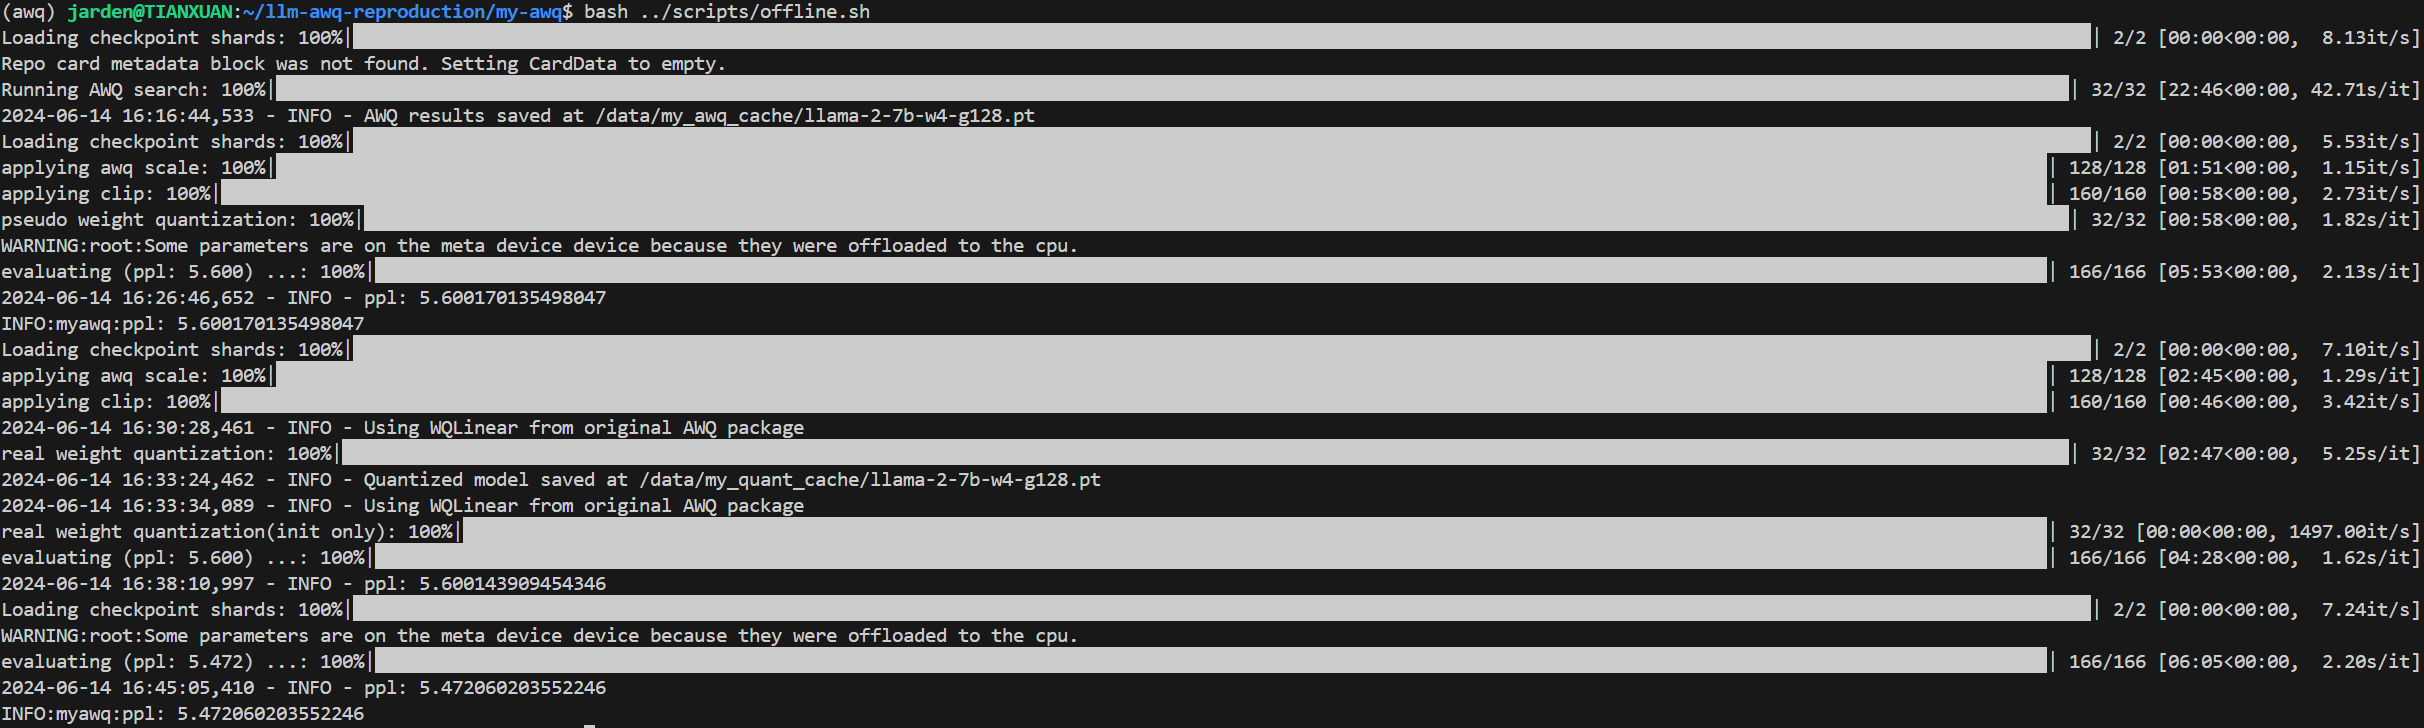 (awq) jarden@TIANXUAN:~/llm-awq-reproduction/my-awq$ bash ../scripts/offline.sh
Loading checkpoint shards: 100%| | 2/2 [00:00<00:00,  8.13it/s]
Repo card metadata block was not found. Setting CardData to empty.
Running AWQ search: 100%| | 32/32 [22:46<00:00, 42.71s/it]
2024-06-14 16:16:44,533 - INFO - AWQ results saved at /data/my_awq_cache/llama-2-7b-w4-g128.pt
Loading checkpoint shards: 100%| | 2/2 [00:00<00:00,  5.53it/s]
applying awq scale: 100%| | 128/128 [01:51<00:00,  1.15it/s]
applying clip: 100%| | 160/160 [00:58<00:00,  2.73it/s]
pseudo weight quantization: 100%| | 32/32 [00:58<00:00,  1.82s/it]
WARNING:root:Some parameters are on the meta device device because they were offloaded to the cpu.
evaluating (ppl: 5.600) ...: 100%| | 166/166 [05:53<00:00,  2.13s/it]
2024-06-14 16:26:46,652 - INFO - ppl: 5.600170135498047
INFO:myawq:ppl: 5.600170135498047
Loading checkpoint shards: 100%| | 2/2 [00:00<00:00,  7.10it/s]
applying awq scale: 100%| | 128/128 [02:45<00:00,  1.29s/it]
applying clip: 100%| | 160/160 [00:46<00:00,  3.42it/s]
2024-06-14 16:30:28,461 - INFO - Using WQLinear from original AWQ package
real weight quantization: 100%| | 32/32 [02:47<00:00,  5.25s/it]
2024-06-14 16:33:24,462 - INFO - Quantized model saved at /data/my_quant_cache/llama-2-7b-w4-g128.pt
2024-06-14 16:33:34,089 - INFO - Using WQLinear from original AWQ package
real weight quantization(init only): 100%| | 32/32 [00:00<00:00, 1497.00it/s]
evaluating (ppl: 5.600) ...: 100%| | 166/166 [04:28<00:00,  1.62s/it]
2024-06-14 16:38:10,997 - INFO - ppl: 5.600143909454346
Loading checkpoint shards: 100%| | 2/2 [00:00<00:00,  7.24it/s]
WARNING:root:Some parameters are on the meta device device because they were offloaded to the cpu.
evaluating (ppl: 5.472) ...: 100%| | 166/166 [06:05<00:00,  2.20s/it]
2024-06-14 16:45:05,410 - INFO - ppl: 5.472060203552246
INFO:myawq:ppl: 5.472060203552246